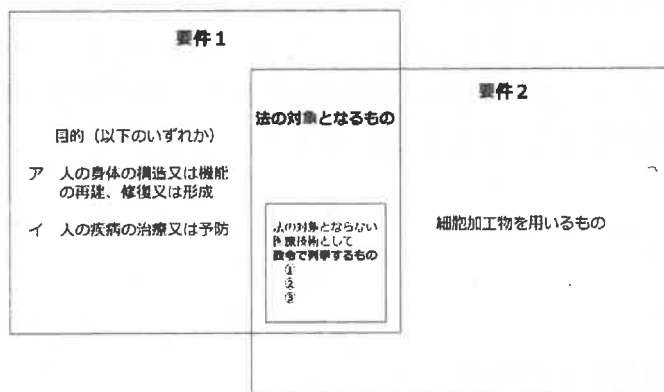 要件1
目的（以下のいずれか）
ア 人の身体の構造又は機能
の再建、修復又は形成
イ 人の疾病の治療又は予防
法の対象となるもの
法の対象とならない
医療技術として
政令で列挙するもの
①
②
③
要件2
細胞加工物を用いるもの